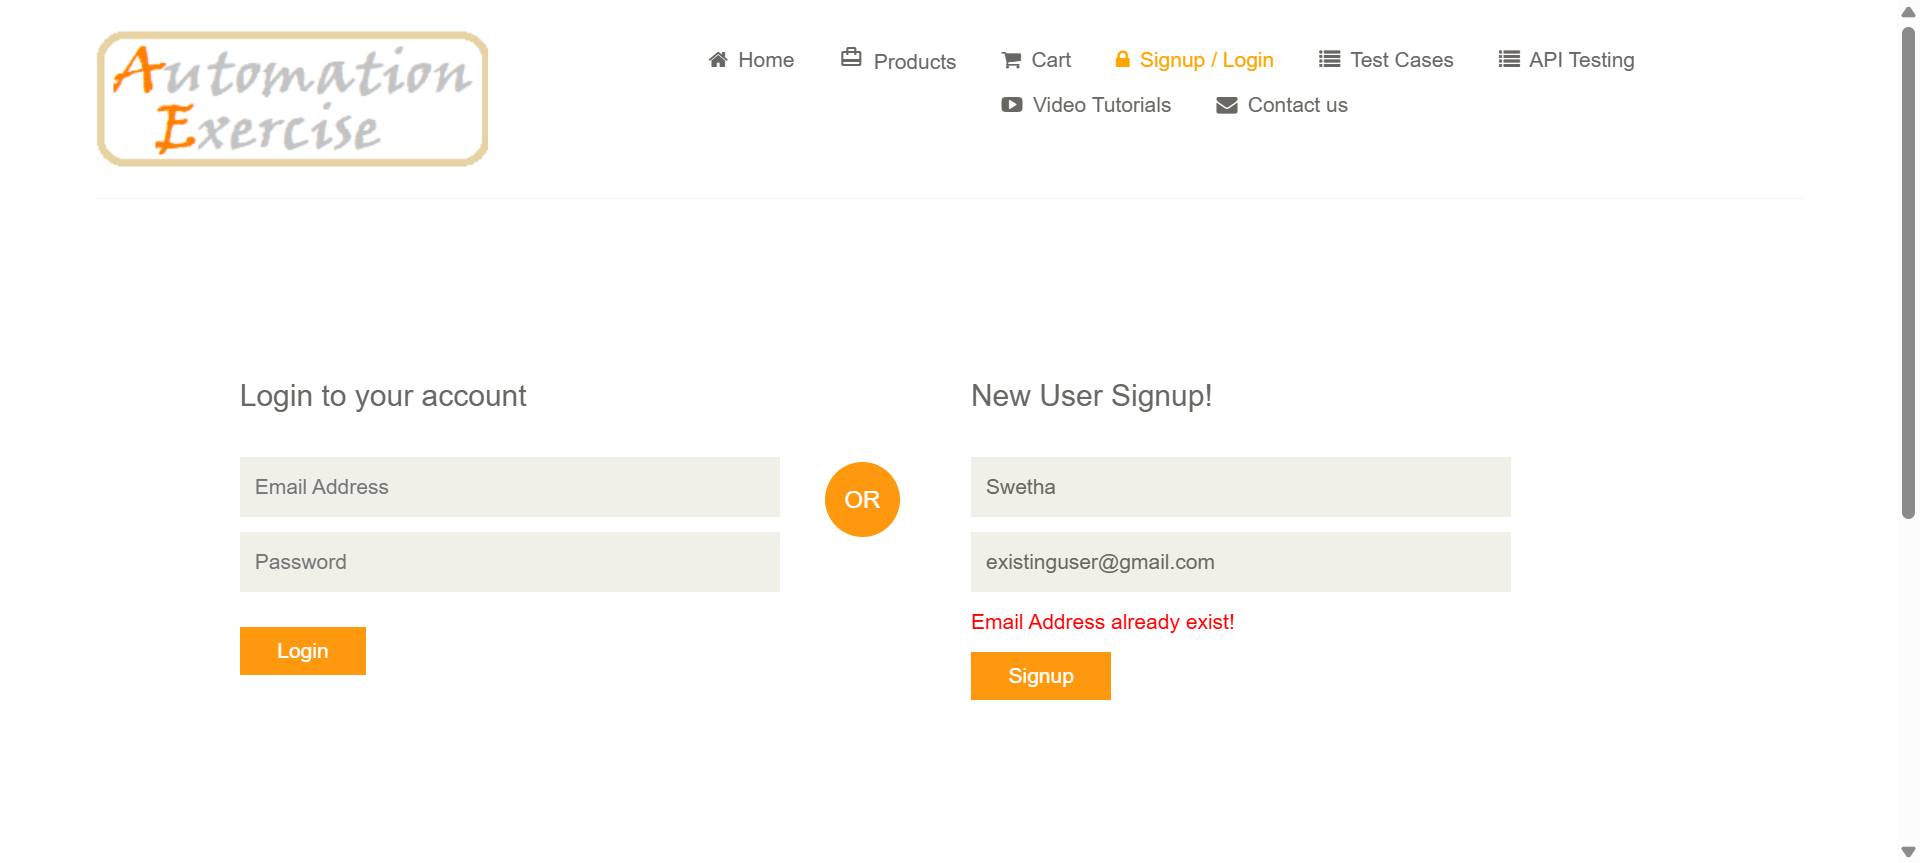 Automation
Exercise
Home Products Cart Signup / Login Test Cases API Testing
Video Tutorials Contact us
Login to your account
Email Address
Password
Login
OR
New User Signup!
Swetha
existinguser@gmail.com
Email Address already exist!
Signup